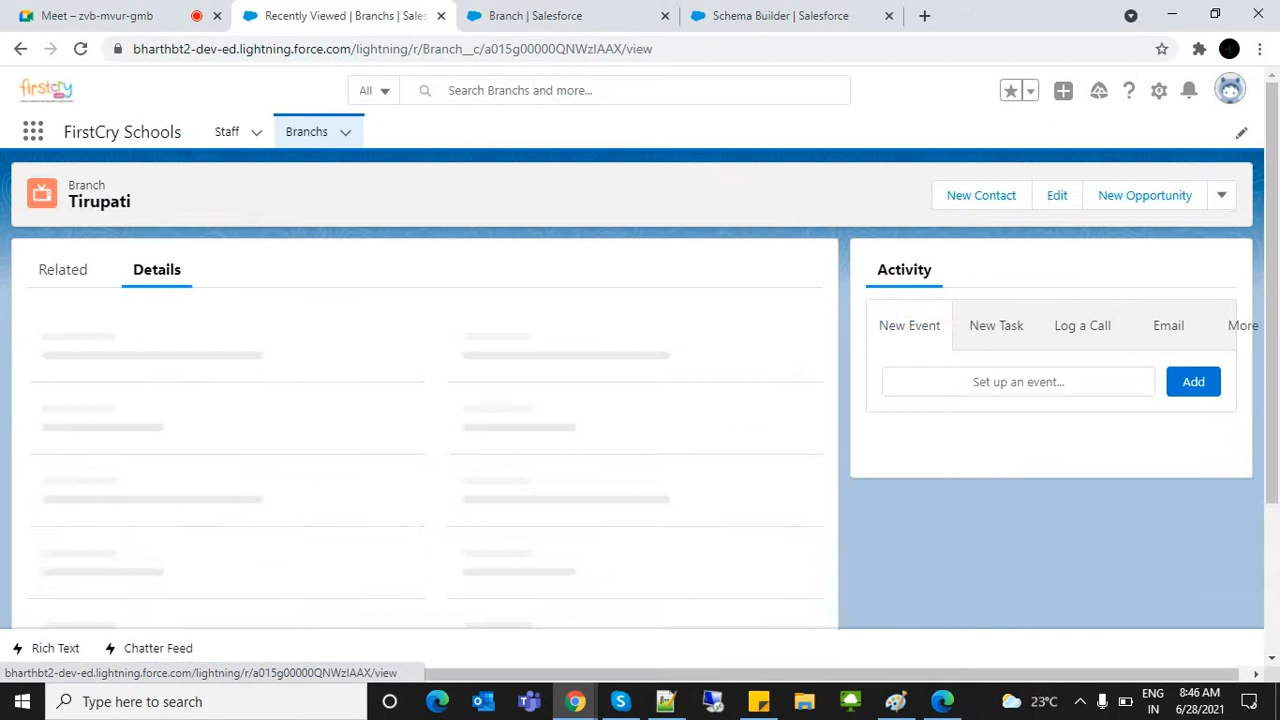 Meet – zvb-mvur-gmb
Recently Viewed | Branchs | Sales
Branch | Salesforce
Schema Builder | Salesforce
bharthbt2-dev-ed.lightning.force.com/lightning/r/Branch__c/a015g00000QNWzIAAX/view
firstcry
All
Search Branchs and more...
FirstCry Schools
Staff
Branchs
Branch
Tirupati
New Contact
Edit
New Opportunity
Related
Details
Activity
New Event
New Task
Log a Call
Email
More
Set up an event...
Add
Rich Text
Chatter Feed
bharthbt2-dev-ed.lightning.force.com/lightning/r/a015g00000QNWzIAAX/view
Type here to search
23°C
ENG
IN
8:46 AM
6/28/2021